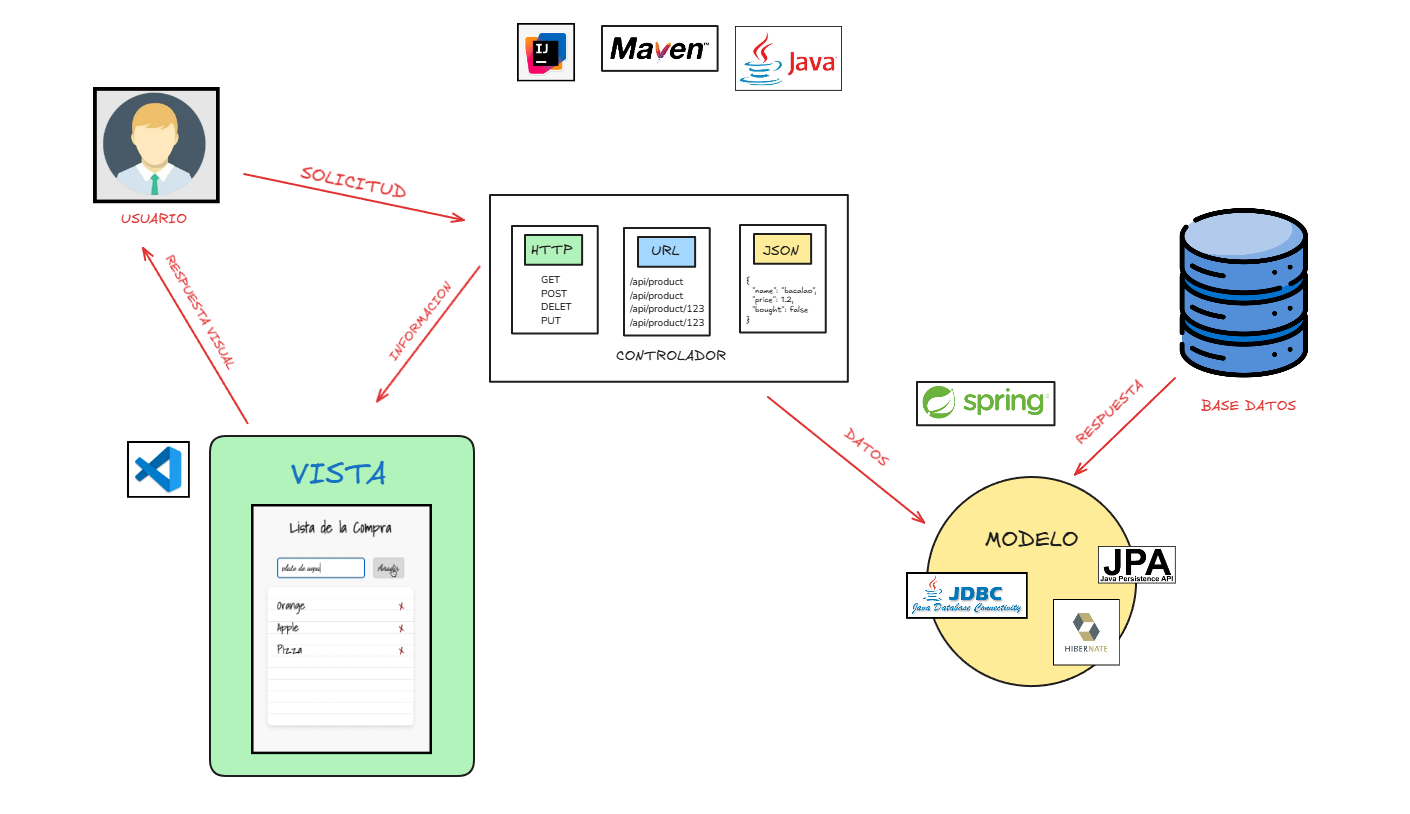 IJ
Maven™
Java
USUARIO
SOLICITUD
RESPUESTA VISUAL
INFORMACION
HTTP
GET
POST
DELET
PUT
URL
/api/product
/api/product
/api/product/123
/api/product/123
JSON
{
"name": "bacalao",
"price": 1.2,
"bought": false
}
CONTROLADOR
BASE DATOS
spring
RESPUESTA
DATOS
VISTA
Lista de la Compra
plato de sopa
Añadir
Orange X
Apple X
Pizza X
MODELO
JPA
Java Persistence API
JDBC
Java Database Connectivity
HIBERNATE